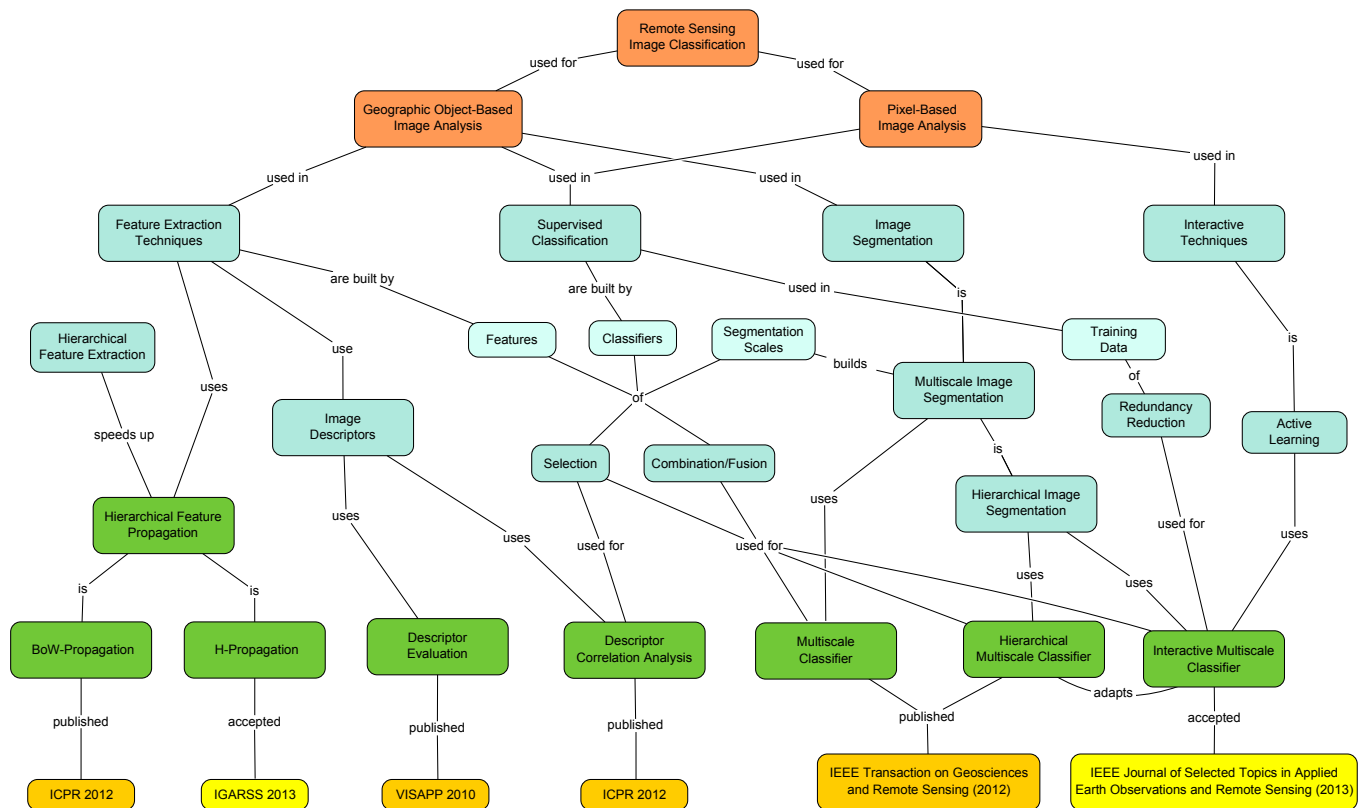 Remote Sensing
Image Classification
used for
used for
Geographic Object-Based
Image Analysis
Pixel-Based
Image Analysis
used in
used in
used in
used in
Feature Extraction
Techniques
Supervised
Classification
Image
Segmentation
Interactive
Techniques
are built by
are built by
used in
is
Hierarchical
Feature Extraction
Features
Classifiers
Segmentation
Scales
Training
Data
uses
use
builds
is
of
Multiscale Image
Segmentation
of
Image
Descriptors
Redundancy
Reduction
Active
Learning
speeds up
Selection
Combination/Fusion
is
Hierarchical Image
Segmentation
uses
Hierarchical Feature
Propagation
uses
uses
used for
used for
used for
uses
is
is
uses
uses
BoW-Propagation
H-Propagation
Descriptor
Evaluation
Descriptor
Correlation Analysis
Multiscale
Classifier
Hierarchical
Multiscale Classifier
Interactive Multiscale
Classifier
adapts
published
accepted
published
published
published
accepted
ICPR 2012
IGARSS 2013
VISAPP 2010
ICPR 2012
IEEE Transaction on Geosciences
and Remote Sensing (2012)
IEEE Journal of Selected Topics in Applied
Earth Observations and Remote Sensing (2013)